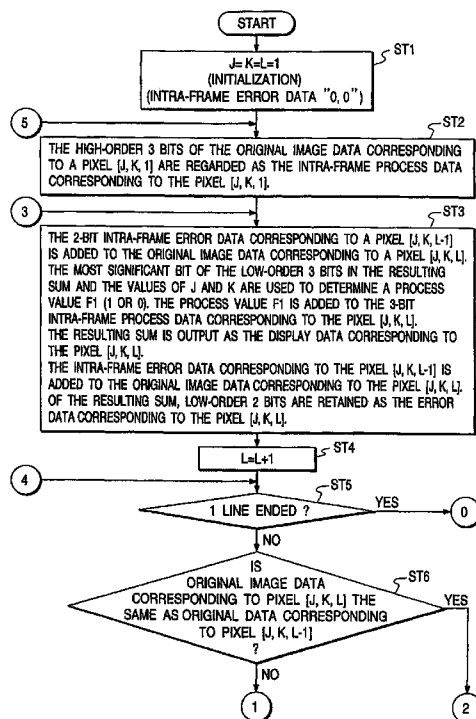 START
ST1
J= K=L=1
(INITIALIZATION)
(INTRA-FRAME ERROR DATA "0, 0")
5
ST2
THE HIGH-ORDER 3 BITS OF THE ORIGINAL IMAGE DATA CORRESPONDING
TO A PIXEL [J, K, 1] ARE REGARDED AS THE INTRA-FRAME PROCESS DATA
CORRESPONDING TO THE PIXEL [J, K, 1].
3
ST3
THE 2-BIT INTRA-FRAME ERROR DATA CORRESPONDING TO A PIXEL [J, K, L-1]
IS ADDED TO THE ORIGINAL IMAGE DATA CORRESPONDING TO A PIXEL [J, K, L].
THE MOST SIGNIFICANT BIT OF THE LOW-ORDER 3 BITS IN THE RESULTING
SUM AND THE VALUES OF J AND K ARE USED TO DETERMINE A PROCESS
VALUE F1 (1 OR 0). THE PROCESS VALUE F1 IS ADDED TO THE 3-BIT
INTRA-FRAME PROCESS DATA CORRESPONDING TO THE PIXEL [J, K, L].
THE RESULTING SUM IS OUTPUT AS THE DISPLAY DATA CORRESPONDING TO
THE PIXEL [J, K, L].
THE INTRA-FRAME ERROR DATA CORRESPONDING TO THE PIXEL [J, K, L-1] IS
ADDED TO THE ORIGINAL IMAGE DATA CORRESPONDING TO THE PIXEL [J, K, L].
OF THE RESULTING SUM, LOW-ORDER 2 BITS ARE RETAINED AS THE ERROR
DATA CORRESPONDING TO THE PIXEL [J, K, L].
ST4
L=L+1
4
ST5
1 LINE ENDED ?
YES
0
NO
ST6
IS
ORIGINAL IMAGE DATA
CORRESPONDING TO PIXEL [J, K, L] THE
SAME AS ORIGINAL DATA CORRESPONDING
TO PIXEL [J, K, L-1]
?
YES
NO
1
2